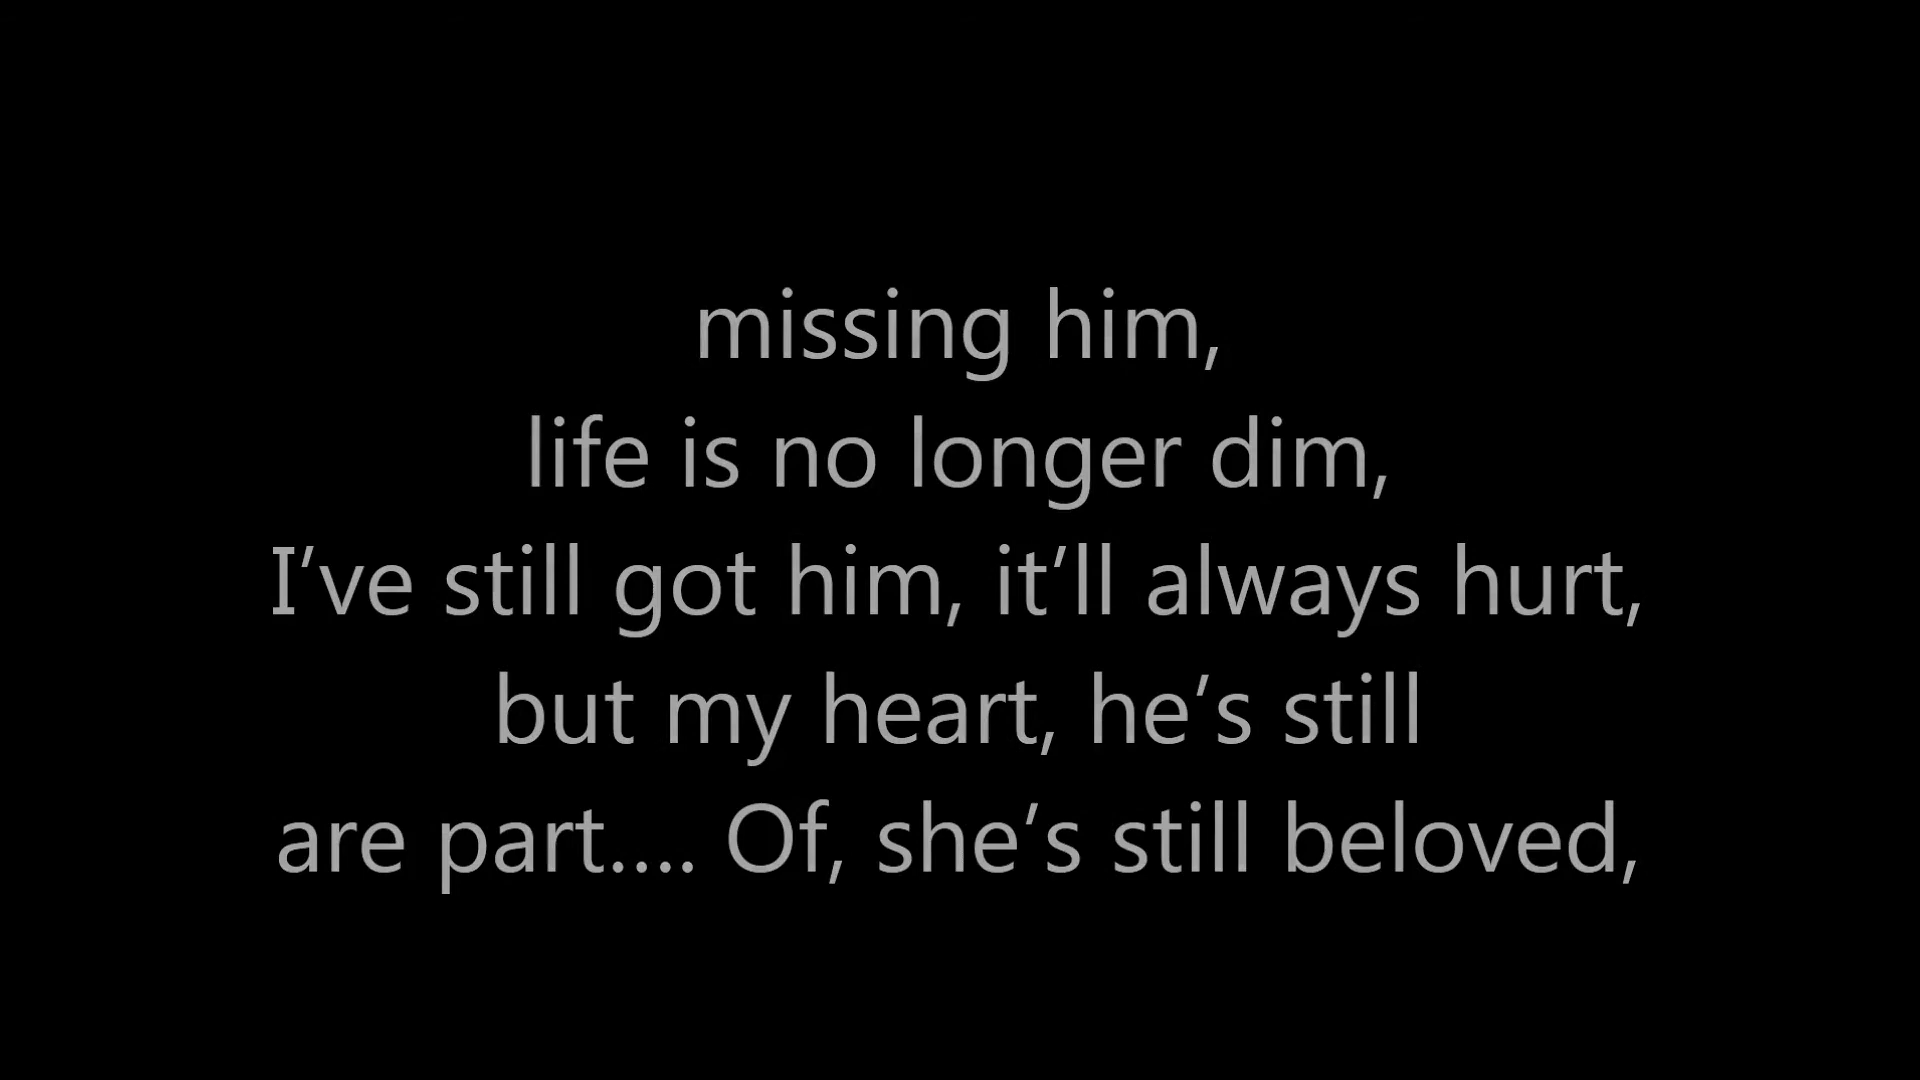 missing him,
life is no longer dim,
I’ve still got him, it’ll always hurt,
but my heart, he’s still
are part.... Of, she’s still beloved,